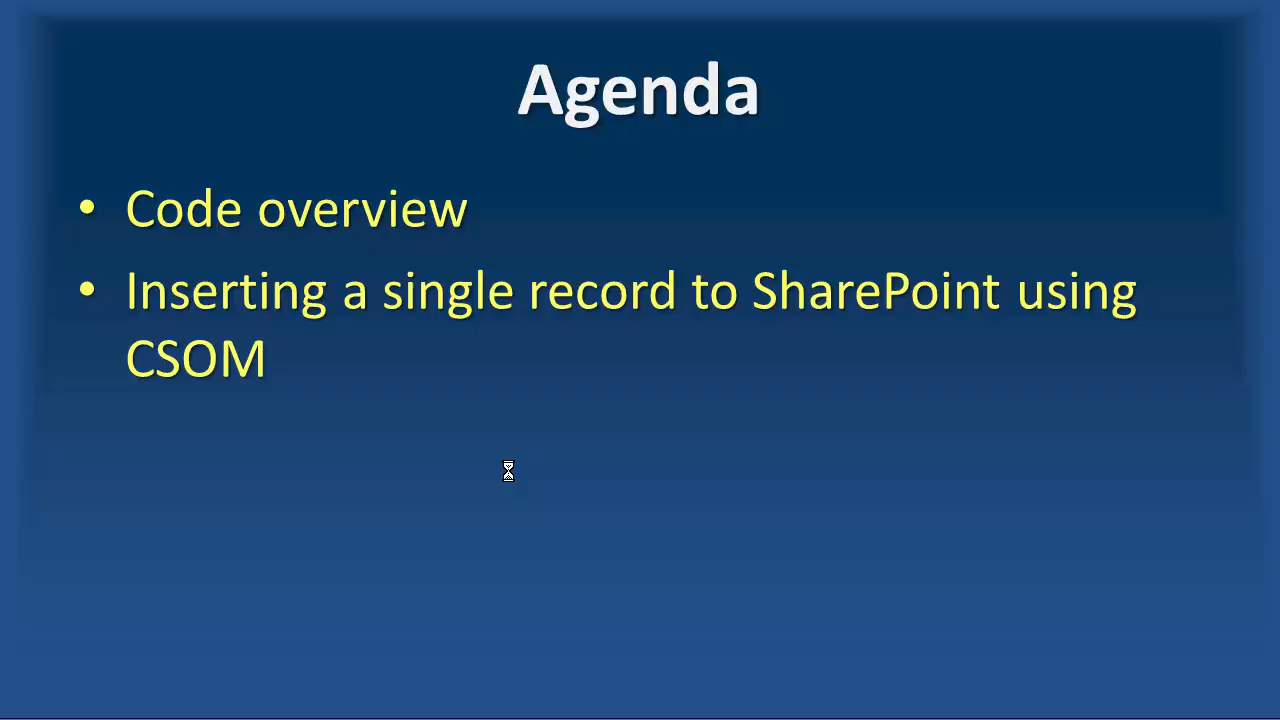 Agenda
• Code overview
• Inserting a single record to SharePoint using
CSOM